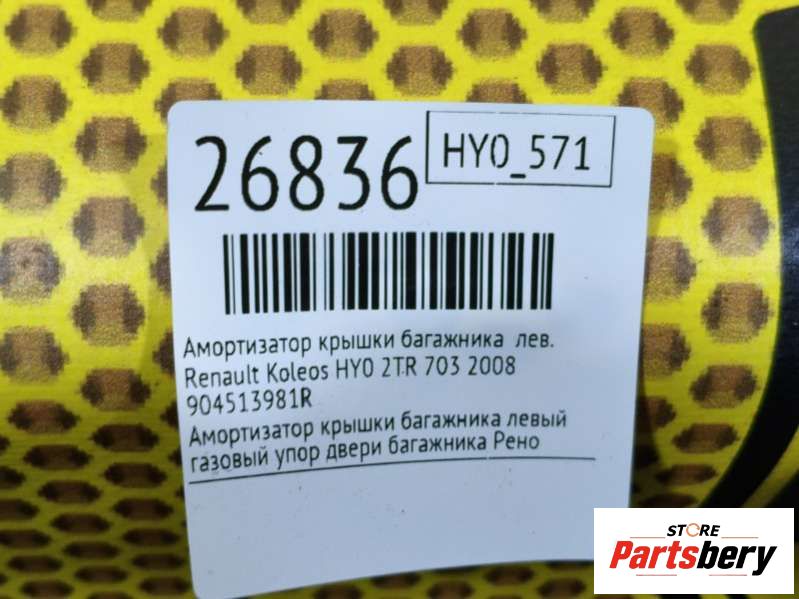 26836
HY0_571
Амортизатор крышки багажника лев.
Renault Koleos HY0 2TR 703 2008
904513981R
Амортизатор крышки багажника левый
газовый упор двери багажника Рено
STORE
Partsbery